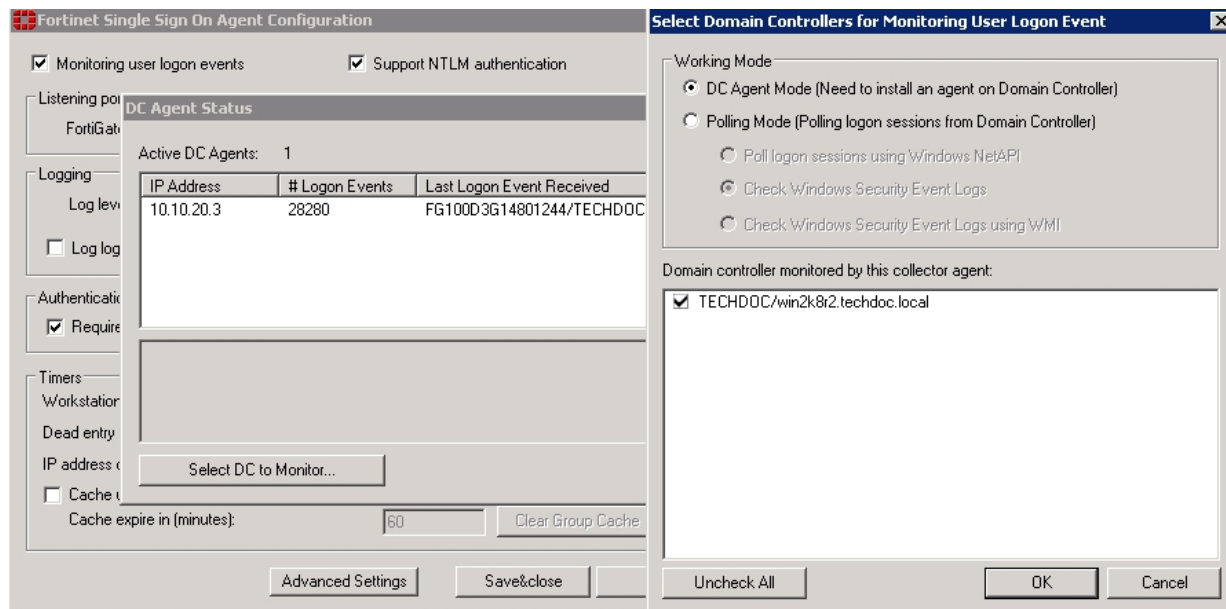 Fortinet Single Sign On Agent Configuration
Monitoring user logon events
Support NTLM authentication
Listening
FortiGat
DC Agent Status
Active DC Agents: 1
IP Address # Logon Events Last Logon Event Received
10.10.20.3 28280 FG100D3G14801244/TECHDOC
Logging
Log
Log log
Authenticatio
Require
Timers
Workstation
Dead entry
IP address
Cache
Select DC to Monitor...
Cache expire in (minutes): 60 Clear Group Cache
Advanced Settings Save&close
Select Domain Controllers for Monitoring User Logon Event
Working Mode
DC Agent Mode (Need to install an agent on Domain Controller)
Polling Mode (Polling logon sessions from Domain Controller)
Poll logon sessions using Windows NetAPI
Check Windows Security Event Logs
Check Windows Security Event Logs using WMI
Domain controller monitored by this collector agent:
TECHDOC/win2k8r2.techdoc.local
Uncheck All OK Cancel